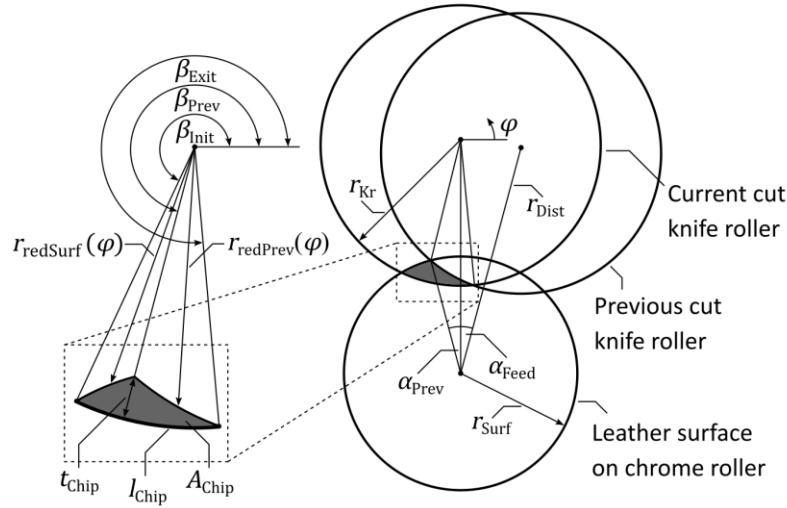 β_Exit
β_Prev
β_Init
φ
r_Kr
r_Dist
Current cut
knife roller
r_redSurf(φ)
r_redPrev(φ)
Previous cut
knife roller
α_Prev
α_Feed
r_Surf
Leather surface
on chrome roller
t_Chip
l_Chip
A_Chip